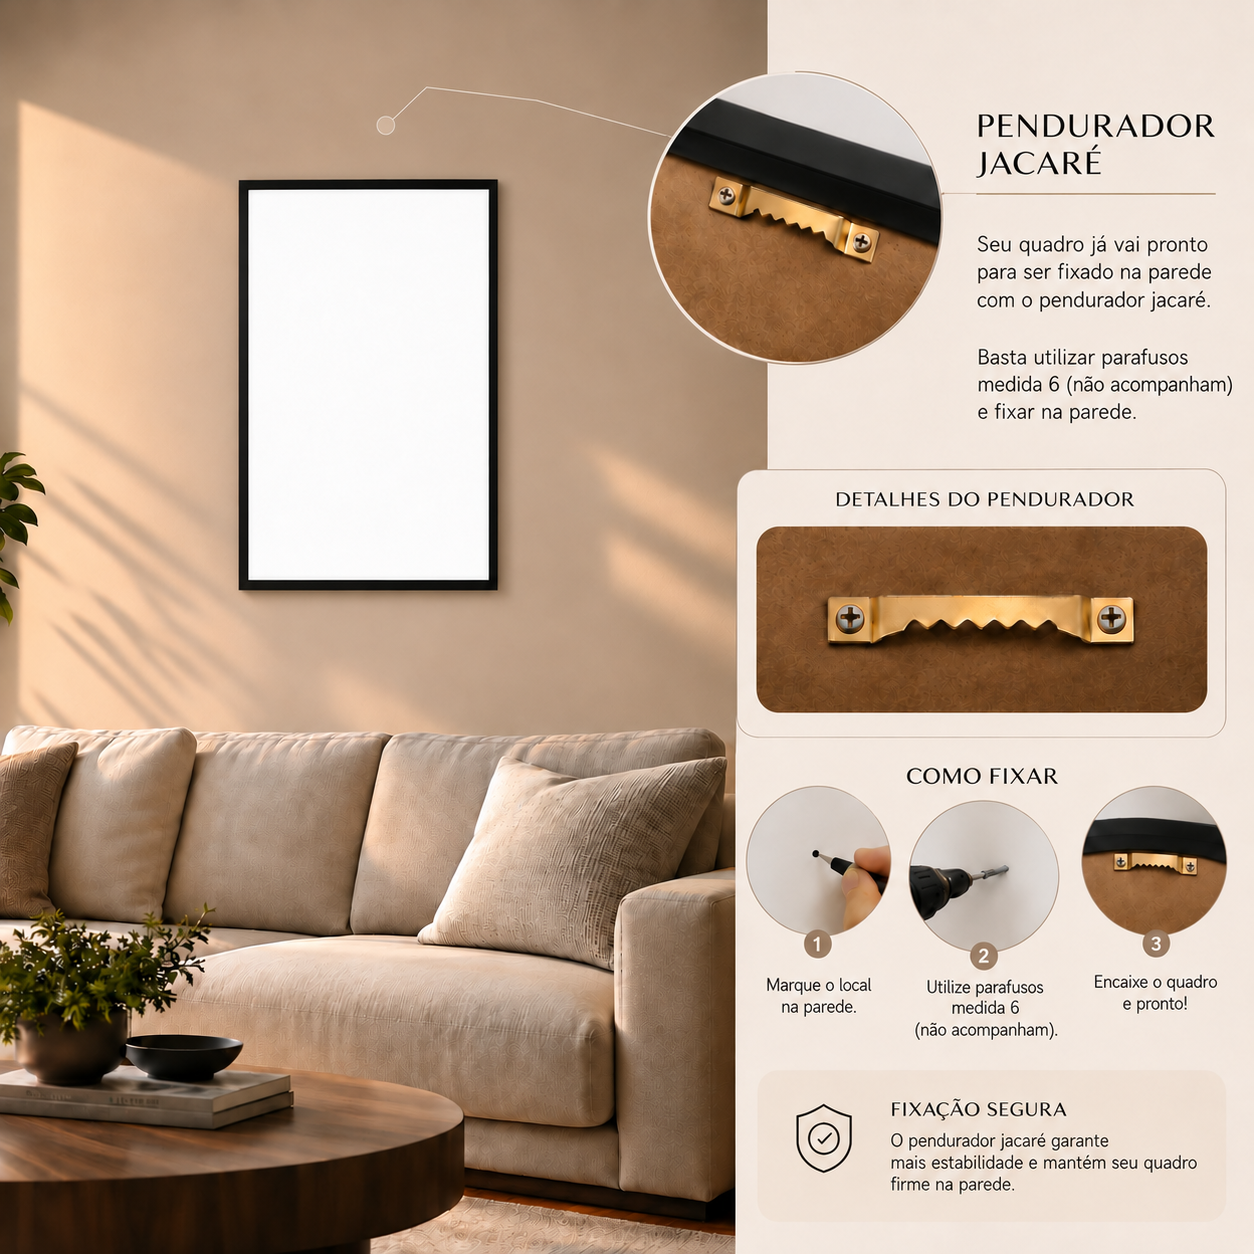 PENDURADOR
JACARÉ
Seu quadro já vai pronto
para ser fixado na parede
com o pendurador jacaré.
Basta utilizar parafusos
medida 6 (não acompanham)
e fixar na parede.
DETALHES DO PENDURADOR
COMO FIXAR
1
Marque o local
na parede.
2
Utilize parafusos
medida 6
(não acompanham).
3
Encaixe o quadro
e pronto!
FIXAÇÃO SEGURA
O pendurador jacaré garante
mais estabilidade e mantém seu quadro
firme na parede.